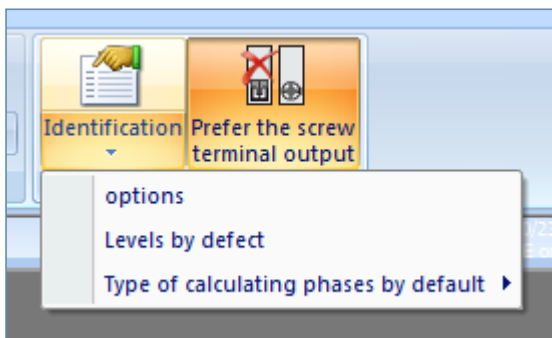 Identification
Prefer the screw
terminal output
options
Levels by defect
Type of calculating phases by default